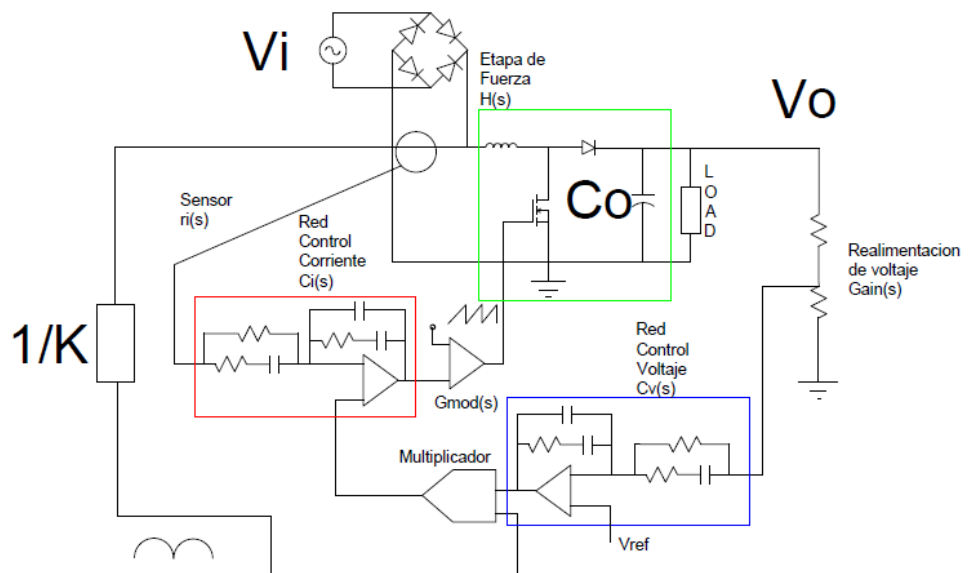 Vi
Etapa de
Fuerza
H(s)
Vo
Sensor
ri(s)
Red
Control
Corriente
Ci(s)
Co
L
O
A
D
Realimentacion
de voltaje
Gain(s)
1/K
Gmod(s)
Red
Control
Voltaje
Cv(s)
Multiplicador
Vref